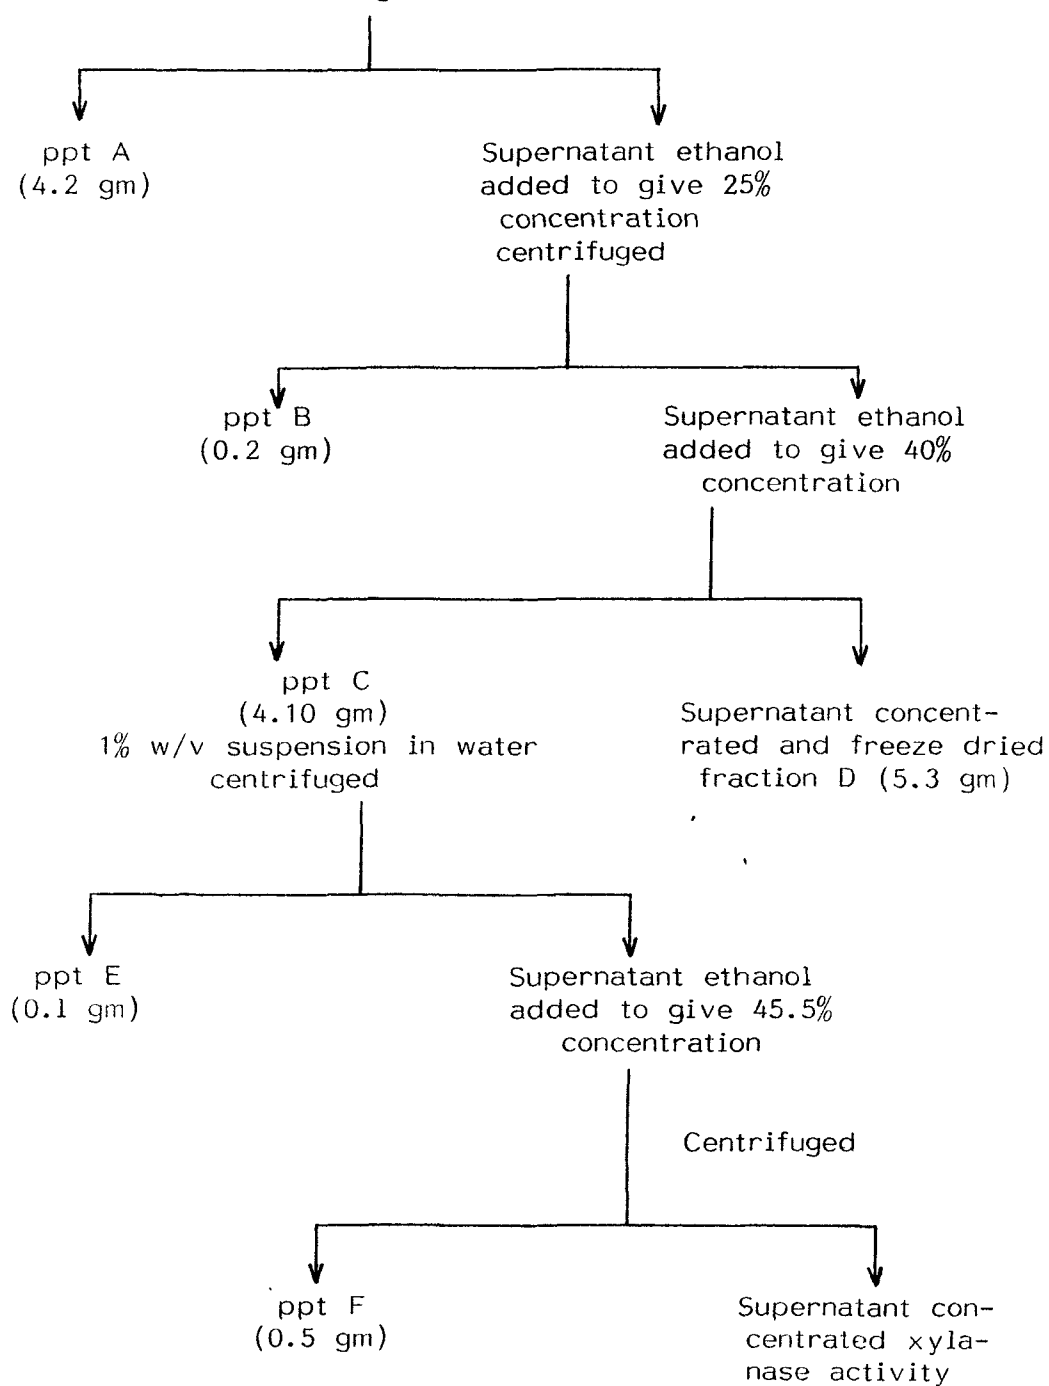 ppt A
(4.2 gm)
Supernatant ethanol
added to give 25%
concentration
centrifuged
ppt B
(0.2 gm)
Supernatant ethanol
added to give 40%
concentration
ppt C
(4.10 gm)
1% w/v suspension in water
centrifuged
Supernatant concent-
rated and freeze dried
fraction D (5.3 gm)
ppt E
(0.1 gm)
Supernatant ethanol
added to give 45.5%
concentration
Centrifuged
ppt F
(0.5 gm)
Supernatant con-
centrated xyla-
nase activity